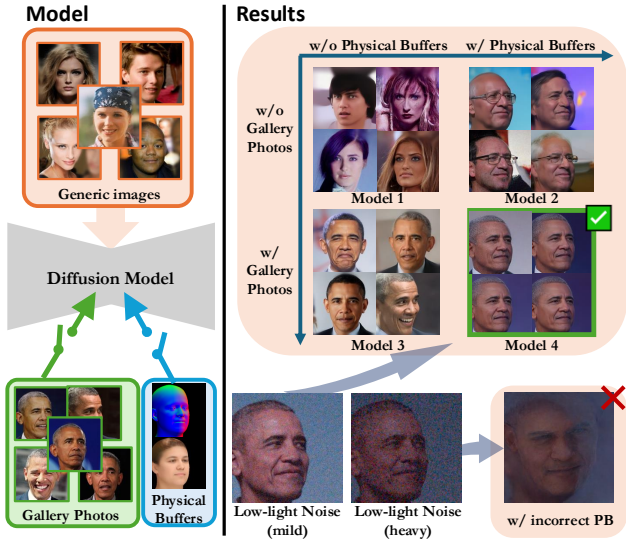 Model
Generic images
Diffusion Model
Gallery Photos
Physical
Buffers
Results
w/o Physical Buffers
w/ Physical Buffers
w/o
Gallery
Photos
Model 1
Model 2
w/
Gallery
Photos
Model 3
Model 4
Low-light Noise
(mild)
Low-light Noise
(heavy)
w/ incorrect PB